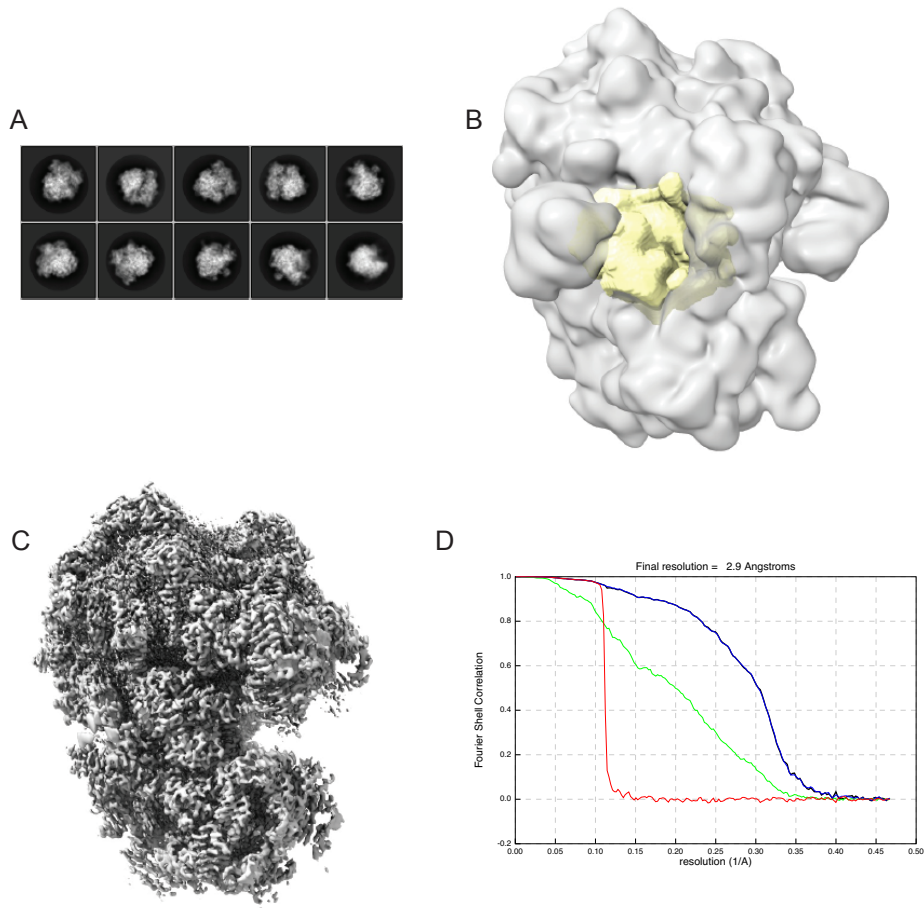 A
B
C
D
Final resolution = 2.9 Angstroms
Fourier Shell Correlation
1.0
0.8
0.6
0.4
0.2
0.0
-0.2
0.00 0.05 0.10 0.15 0.20 0.25 0.30 0.35 0.40 0.45 0.50
resolution (1/A)